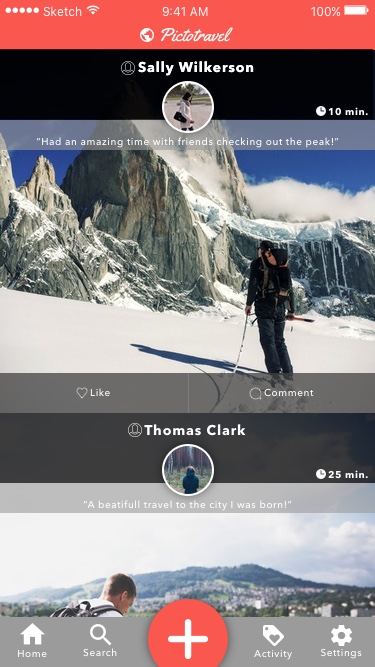 Sketch 9:41 AM 100%
Pictotravel
Sally Wilkerson
10 min.
"Had an amazing time with friends checking out the peak!"
Like Comment
Thomas Clark
25 min.
"A beatifull travel to the city I was born!"
Home Search Activity Settings